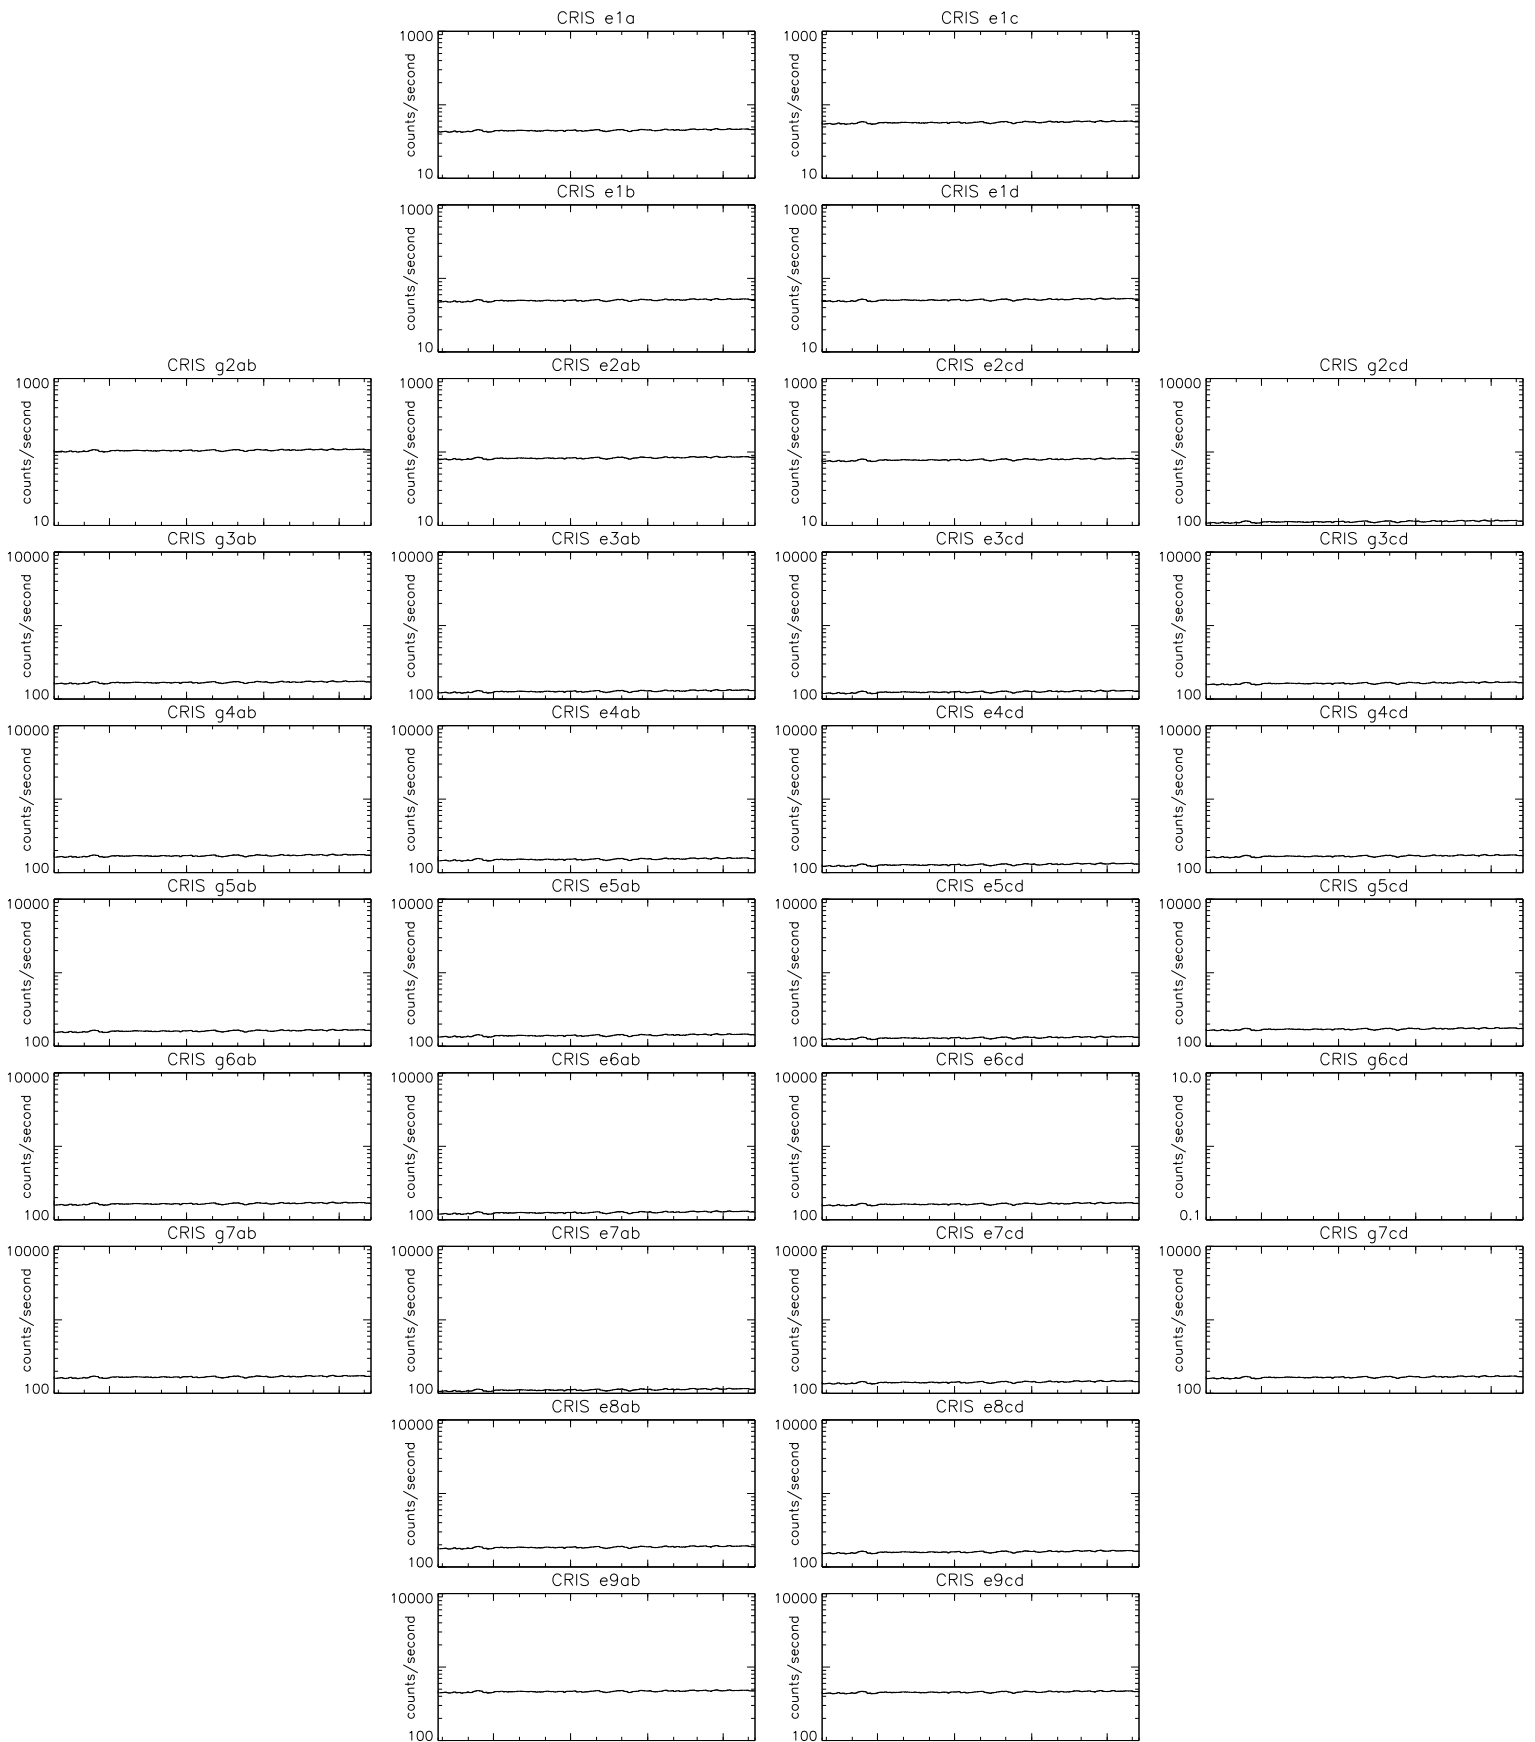 CRIS e1a
CRIS e1c
1000
counts/second
10
1000
counts/second
10
CRIS e1b
CRIS e1d
1000
counts/second
10
1000
counts/second
10
CRIS g2ab
CRIS e2ab
CRIS e2cd
CRIS g2cd
1000
counts/second
10
1000
counts/second
10
1000
counts/second
10
10000
counts/second
100
CRIS g3ab
CRIS e3ab
CRIS e3cd
CRIS g3cd
10000
counts/second
100
10000
counts/second
100
10000
counts/second
100
10000
counts/second
100
CRIS g4ab
CRIS e4ab
CRIS e4cd
CRIS g4cd
10000
counts/second
100
10000
counts/second
100
10000
counts/second
100
10000
counts/second
100
CRIS g5ab
CRIS e5ab
CRIS e5cd
CRIS g5cd
10000
counts/second
100
10000
counts/second
100
10000
counts/second
100
10000
counts/second
100
CRIS g6ab
CRIS e6ab
CRIS e6cd
CRIS g6cd
10000
counts/second
100
10000
counts/second
100
10000
counts/second
100
10.0
counts/second
0.1
CRIS g7ab
CRIS e7ab
CRIS e7cd
CRIS g7cd
10000
counts/second
100
10000
counts/second
100
10000
counts/second
100
10000
counts/second
100
CRIS e8ab
CRIS e8cd
10000
counts/second
100
10000
counts/second
100
CRIS e9ab
CRIS e9cd
10000
counts/second
100
10000
counts/second
100